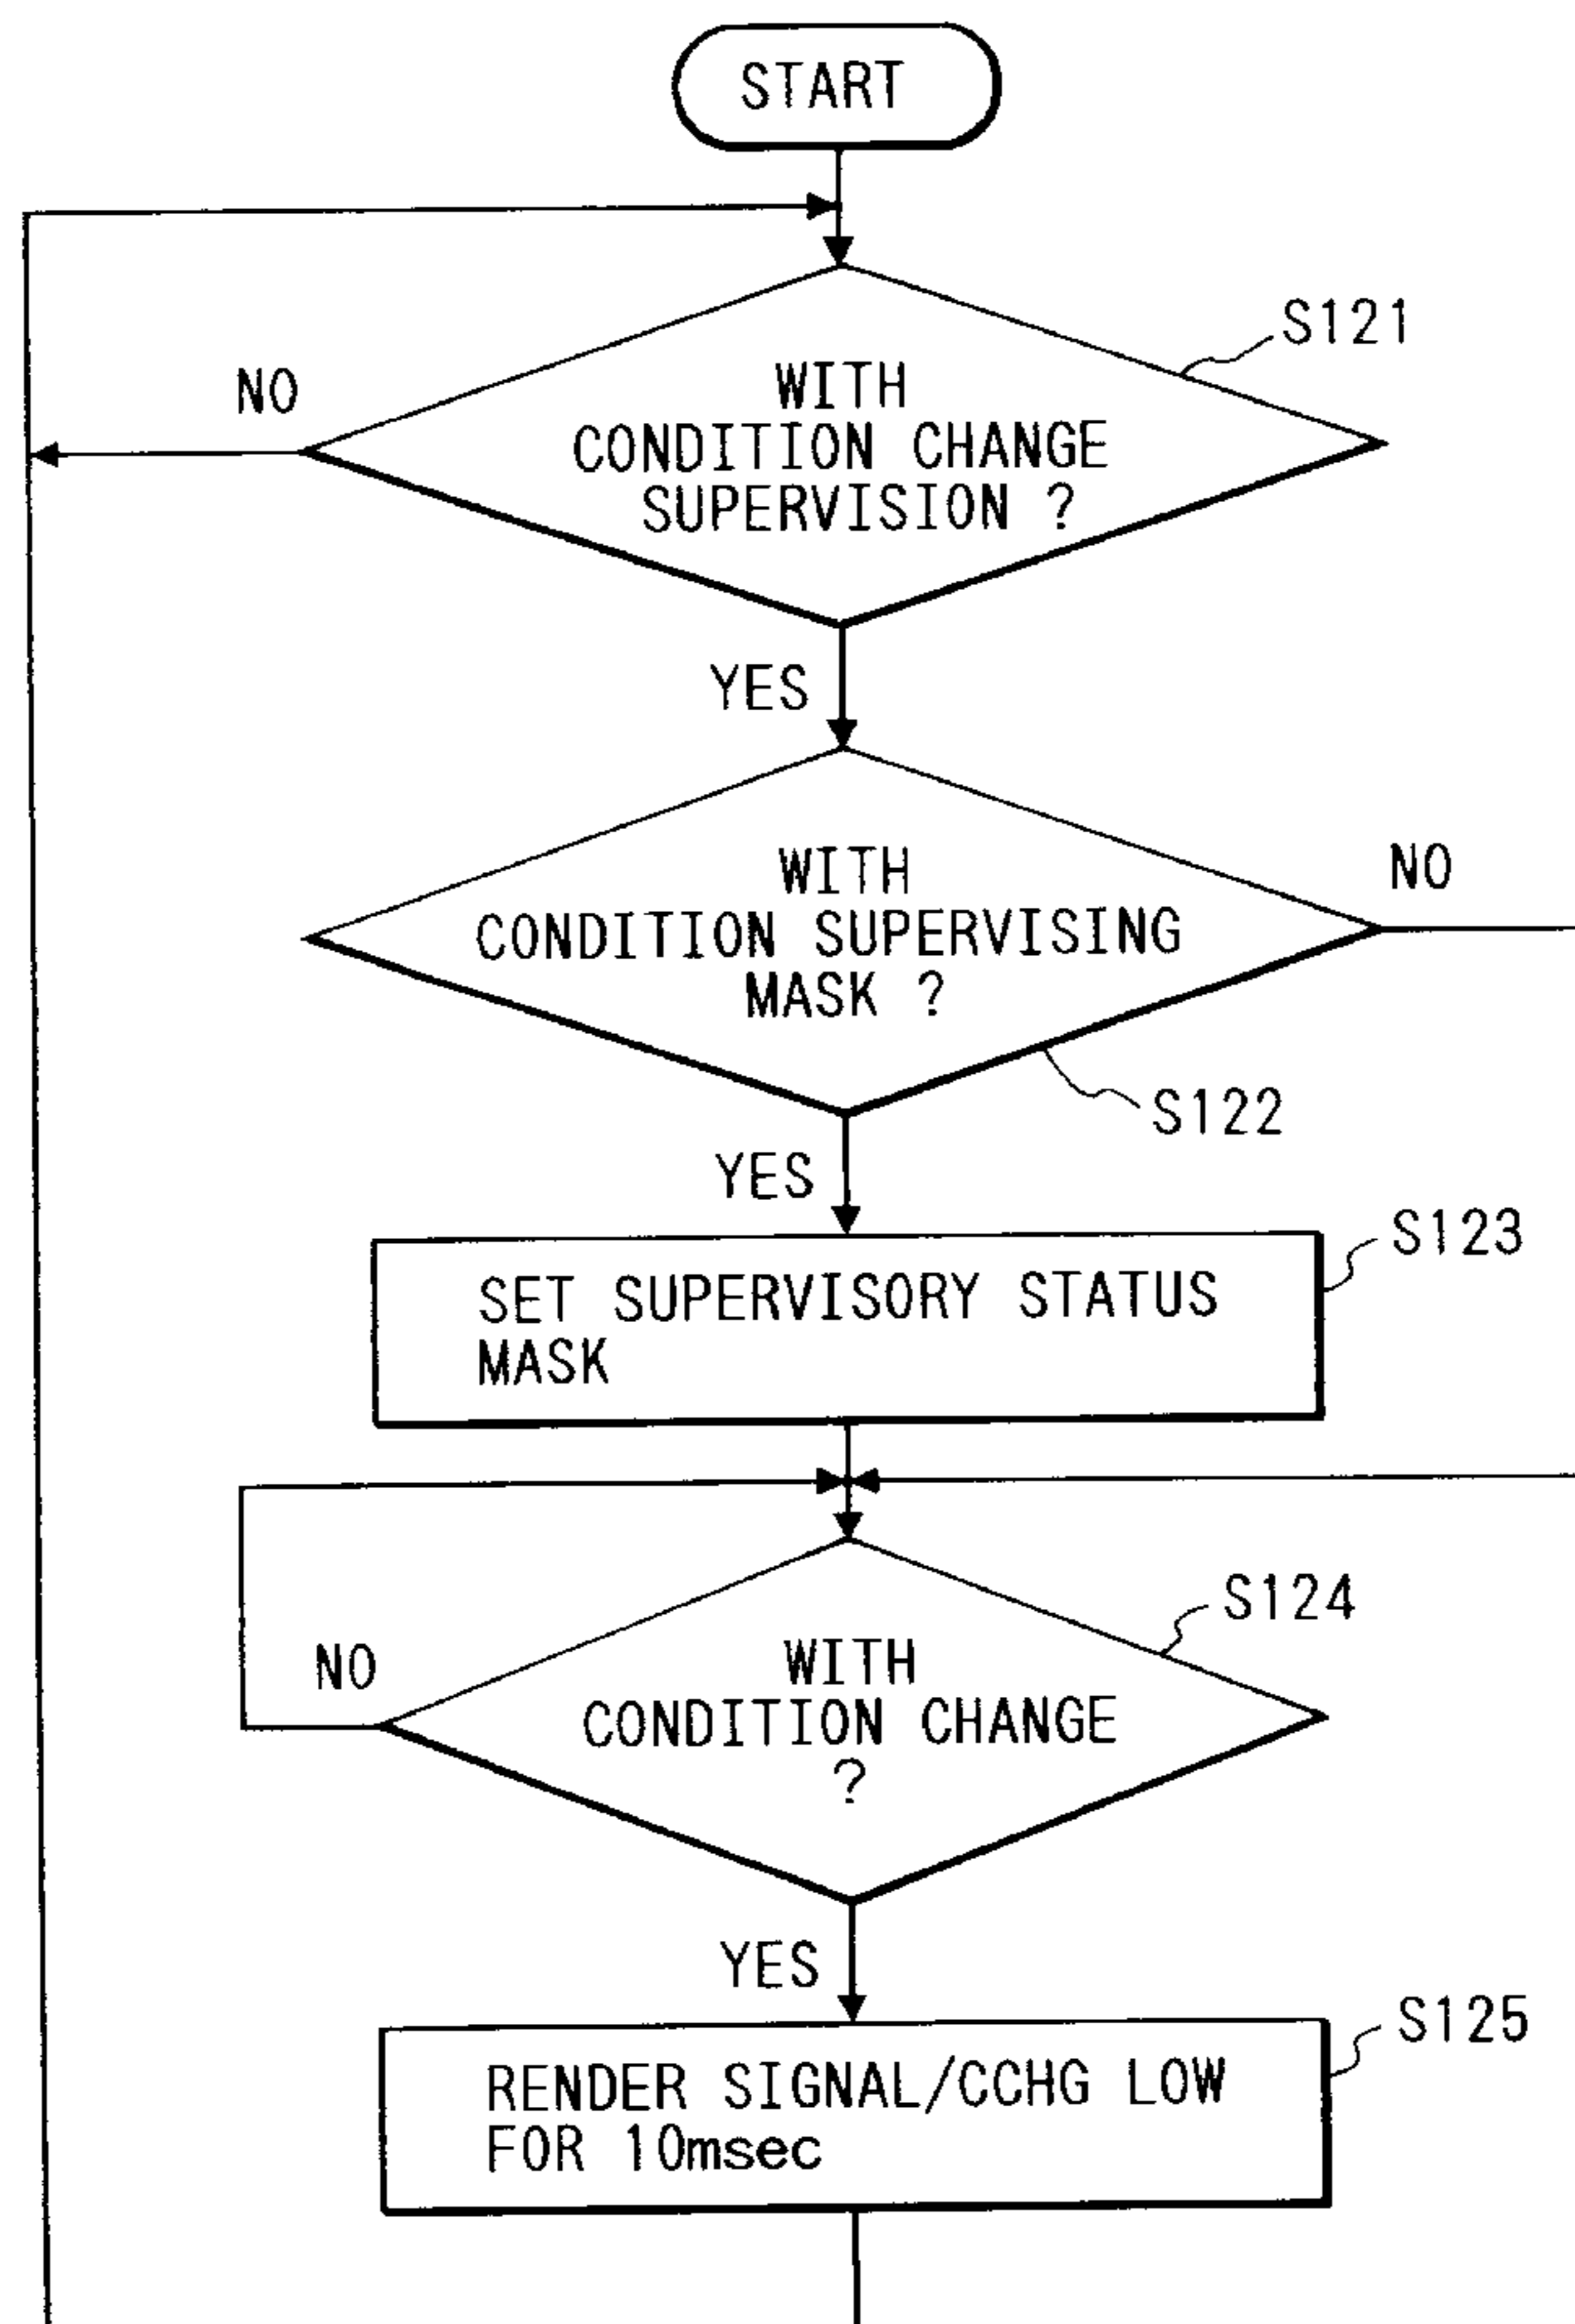 START
S121
NO
WITH
CONDITION CHANGE
SUPERVISION ?
YES
NO
WITH
CONDITION SUPERVISING
MASK ?
S122
YES
S123
SET SUPERVISORY STATUS
MASK
S124
NO
WITH
CONDITION CHANGE
?
YES
S125
RENDER SIGNAL/CCHG LOW
FOR 10msec